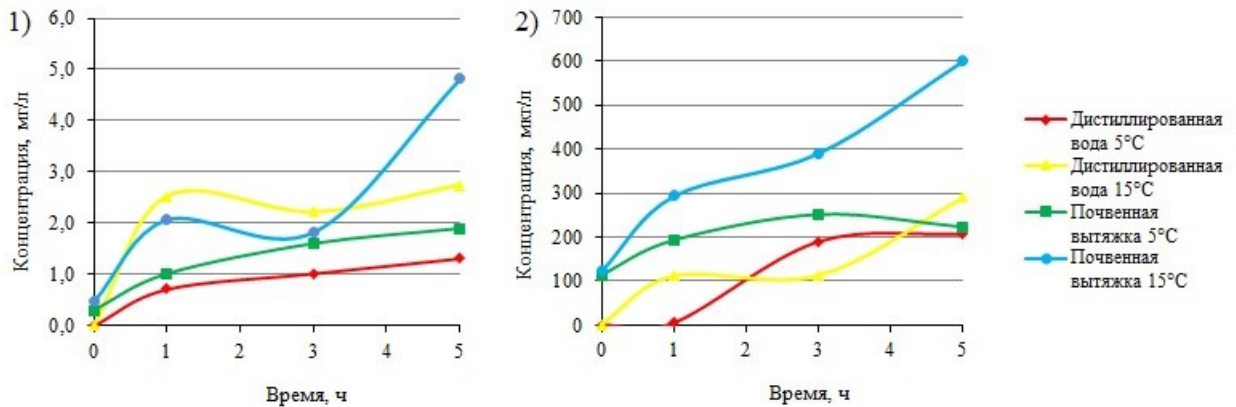 1)
Концентрация, мг/л
6,0
5,0
4,0
3,0
2,0
1,0
0,0
0 1 2 3 4 5
Время, ч
2)
Концентрация, мкг/л
700
600
500
400
300
200
100
0
0 1 2 3 4 5
Время, ч
Дистиллированная
вода 5°C
Дистиллированная
вода 15°C
Почвенная
вытяжка 5°C
Почвенная
вытяжка 15°C